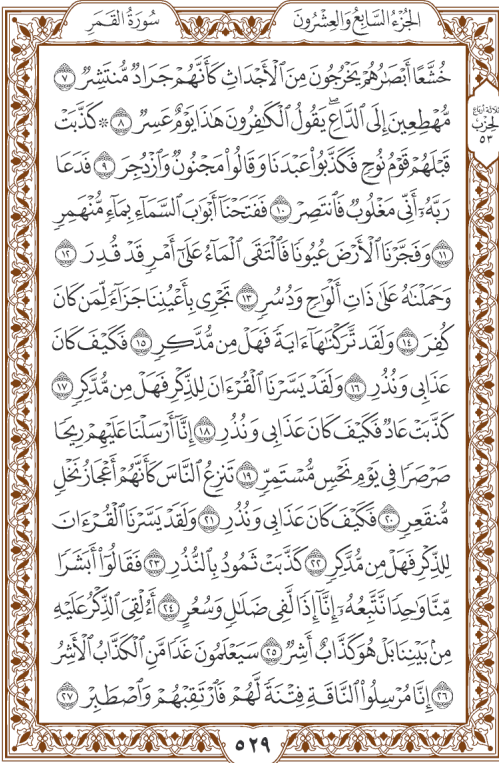 الجزء السابع والعشرون
سورة القمر
خُشَّعًا أَبْصَٰرُهُمْ يَخْرُجُونَ مِنَ ٱلْأَجْدَاثِ كَأَنَّهُمْ جَرَادٌ مُّنتَشِرٌ ٧
مُّهْطِعِينَ إِلَى ٱلدَّاعِ ۖ يَقُولُ ٱلْكَٰفِرُونَ هَٰذَا يَوْمٌ عَسِرٌ ٨ ۞ كَذَّبَتْ
ثلاثة أرباع
الحزب
٥٣
قَبْلَهُمْ قَوْمُ نُوحٍ فَكَذَّبُوا۟ عَبْدَنَا وَقَالُوا۟ مَجْنُونٌ وَٱزْدُجِرَ ٩ فَدَعَا
رَبَّهُۥٓ أَنِّى مَغْلُوبٌ فَٱنتَصِرْ ١٠ فَفَتَحْنَآ أَبْوَٰبَ ٱلسَّمَآءِ بِمَآءٍ مُّنْهَمِرٍ
١١ وَفَجَّرْنَا ٱلْأَرْضَ عُيُونًا فَٱلْتَقَى ٱلْمَآءُ عَلَىٰٓ أَمْرٍ قَدْ قُدِرَ ١٢
وَحَمَلْنَٰهُ عَلَىٰ ذَاتِ أَلْوَٰحٍ وَدُسُرٍ ١٣ تَجْرِى بِأَعْيُنِنَا جَزَآءً لِّمَن كَانَ
كُفِرَ ١٤ وَلَقَد تَّرَكْنَٰهَآ ءَايَةً فَهَلْ مِن مُّدَّكِرٍ ١٥ فَكَيْفَ كَانَ
عَذَابِى وَنُذُرِ ١٦ وَلَقَدْ يَسَّرْنَا ٱلْقُرْءَانَ لِلذِّكْرِ فَهَلْ مِن مُّدَّكِرٍ ١٧
كَذَّبَتْ عَادٌ فَكَيْفَ كَانَ عَذَابِى وَنُذُرِ ١٨ إِنَّآ أَرْسَلْنَا عَلَيْهِمْ رِيحًا
صَرْصَرًا فِى يَوْمِ نَحْسٍ مُّسْتَمِرٍّ ١٩ تَنزِعُ ٱلنَّاسَ كَأَنَّهُمْ أَعْجَازُ نَخْلٍ
مُّنقَعِرٍ ٢٠ فَكَيْفَ كَانَ عَذَابِى وَنُذُرِ ٢١ وَلَقَدْ يَسَّرْنَا ٱلْقُرْءَانَ
لِلذِّكْرِ فَهَلْ مِن مُّدَّكِرٍ ٢٢ كَذَّبَتْ ثَمُودُ بِٱلنُّذُرِ ٢٣ فَقَالُوٓا۟ أَبَشَرًا
مِّنَّا وَٰحِدًا نَّتَّبِعُهُۥٓ إِنَّآ إِذًا لَّفِى ضَلَٰلٍ وَسُعُرٍ ٢٤ أَءُلْقِىَ ٱلذِّكْرُ عَلَيْهِ
مِنۢ بَيْنِنَا بَلْ هُوَ كَذَّابٌ أَشِرٌ ٢٥ سَيَعْلَمُونَ غَدًا مَّنِ ٱلْكَذَّابُ ٱلْأَشِرُ
٢٦ إِنَّا مُرْسِلُوا۟ ٱلنَّاقَةِ فِتْنَةً لَّهُمْ فَٱرْتَقِبْهُمْ وَٱصْطَبِرْ ٢٧
٥٢٩